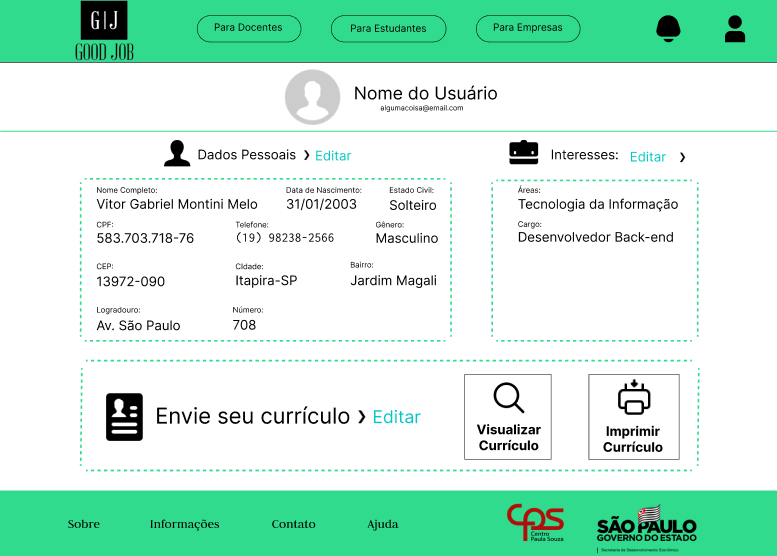 G|J
GOOD JOB
Para Docentes
Para Estudantes
Para Empresas
Nome do Usuário
algumacoisa@email.com
Dados Pessoais ❯ Editar
Interesses: Editar ❯
Nome Completo: Data de Nascimento: Estado Civil:
Vitor Gabriel Montini Melo 31/01/2003 Solteiro
CPF: Telefone: Gênero:
583.703.718-76 (19) 98238-2566 Masculino
CEP: CIdade: Bairro:
13972-090 Itapira-SP Jardim Magali
Logradouro: Número:
Av. São Paulo 708
Áreas:
Tecnologia da Informação
Cargo:
Desenvolvedor Back-end
Envie seu currículo ❯ Editar
Visualizar
Currículo
Imprimir
Currículo
Sobre
Informações
Contato
Ajuda
cps
Centro
Paula Souza
SÃO PAULO
GOVERNO DO ESTADO
Secretaria de Desenvolvimento Econômico